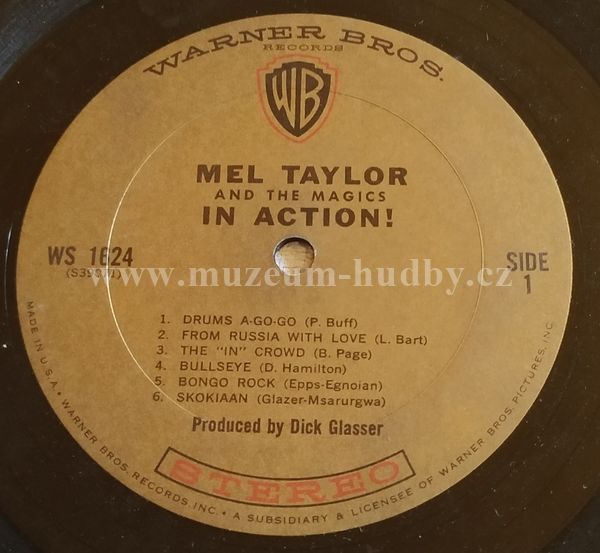 WARNER BROS.
RECORDS
WB
MEL TAYLOR
AND THE MAGICS
IN ACTION!
WS 1624
SIDE
1
www.muzeum-hudby.cz
1. DRUMS A-GO-GO (P. Buff)
2. FROM RUSSIA WITH LOVE (L. Bart)
3. THE "IN" CROWD (B. Page)
4. BULLSEYE (D. Hamilton)
5. BONGO ROCK (Epps-Egnoian)
6. SKOKIAAN (Glazer-Msarurgwa)
Produced by Dick Glasser
STEREO
MADE IN U.S.A. • WARNER BROS. RECORDS INC. • A SUBSIDIARY & LICENSEE OF WARNER BROS. PICTURES, INC.